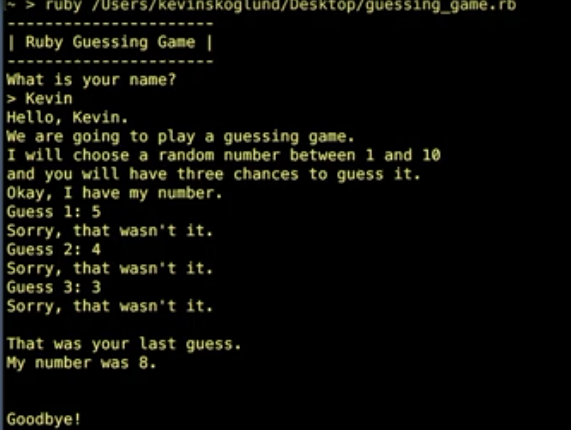 ~ > ruby /Users/kevinskoglund/Desktop/guessing_game.rb
---------------------
| Ruby Guessing Game |
---------------------
What is your name?
> Kevin
Hello, Kevin.
We are going to play a guessing game.
I will choose a random number between 1 and 10
and you will have three chances to guess it.
Okay, I have my number.
Guess 1: 5
Sorry, that wasn't it.
Guess 2: 4
Sorry, that wasn't it.
Guess 3: 3
Sorry, that wasn't it.
That was your last guess.
My number was 8.
Goodbye!